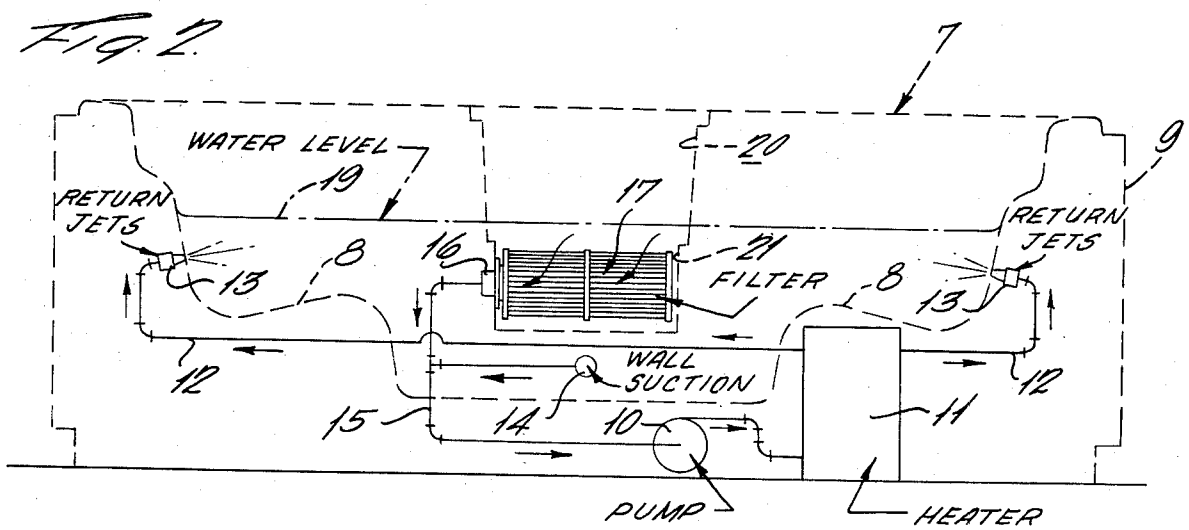 Fig. 2.
7
WATER LEVEL
20
9
19
17
RETURN
JETS
RETURN
JETS
16
21
8
8
13
FILTER
13
12
WALL
SUCTION
12
15
14
10
11
PUMP
HEATER